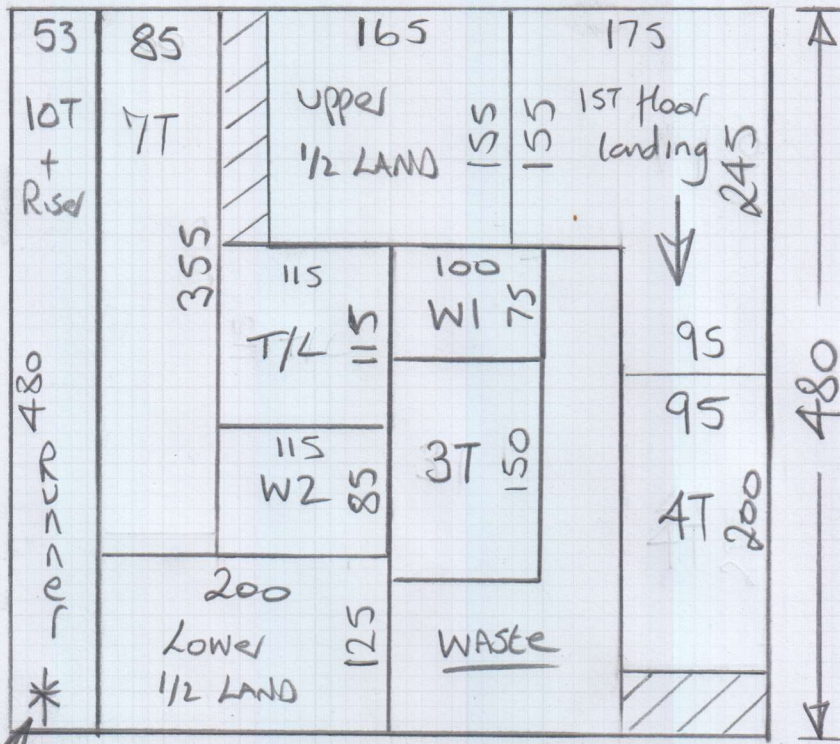 53
10T
+
Riser
480
Runner
*
85
7T
355
165
upper
1/2 LAND
155
175
1ST floor
landing
155
245
95
115
T/L
115
115
W2
85
100
W1
75
3T
150
95
4T
200
200
Lower
1/2 LAND
125
WASTE
480